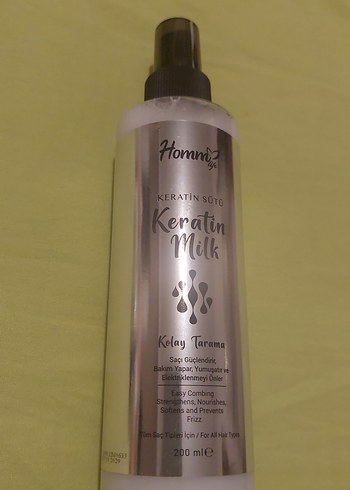 Homm
life
KERATİN SÜTÜ
Keratin
Milk
Kolay Tarama
Saçı Güçlendirir,
Bakım Yapar, Yumuşatır ve
Elektriklenmeyi Önler
Easy Combing
Strengthens, Nourishes,
Softens and Prevents
Frizz
Tüm Saç Tipleri İçin / For All Hair Types
200 ml ℮